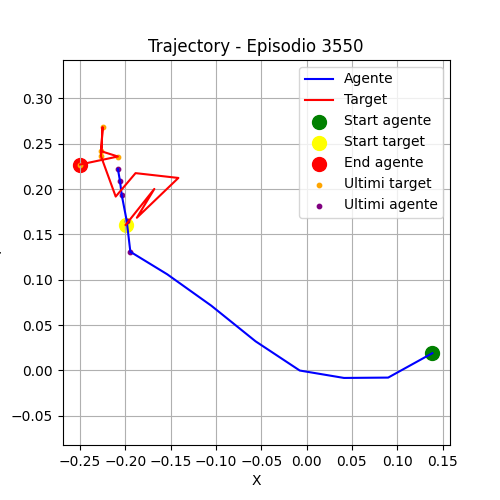 Trajectory - Episodio 3550
Agente
Target
Start agente
Start target
End agente
Ultimi target
Ultimi agente
0.30
0.25
0.20
0.15
0.10
0.05
0.00
−0.05
−0.25 −0.20 −0.15 −0.10 −0.05 0.00 0.05 0.10 0.15
X